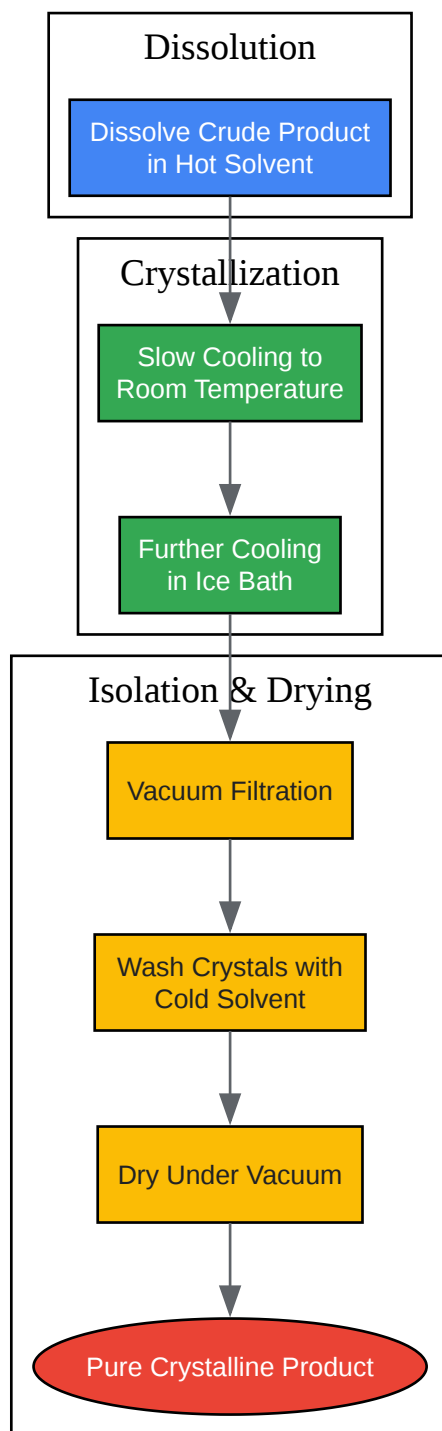 Dissolution
Dissolve Crude Product
in Hot Solvent
Crystallization
Slow Cooling to
Room Temperature
Further Cooling
in Ice Bath
Isolation & Drying
Vacuum Filtration
Wash Crystals with
Cold Solvent
Dry Under Vacuum
Pure Crystalline Product